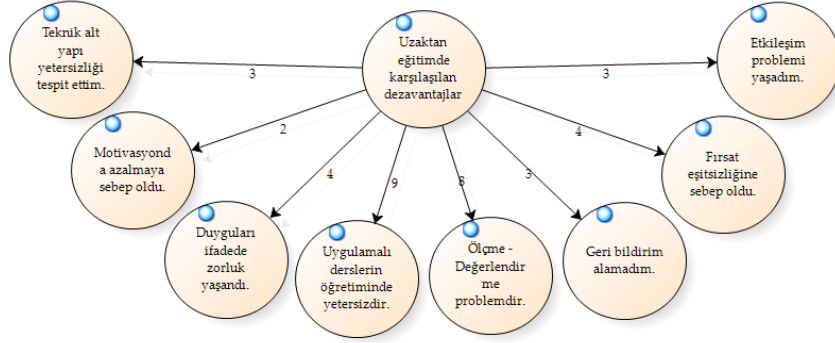 Teknik alt
yapı
yetersizliği
tespit ettim.
3
Uzaktan
eğitimde
karşılaşılan
dezavantajlar
3
Etkileşim
problemi
yaşadım.
2
Motivasyond
a azalmaya
sebep oldu.
4
Fırsat
eşitsizliğine
sebep oldu.
4
Duyguları
ifadede
zorluk
yaşandı.
9
Uygulamalı
derslerin
öğretiminde
yetersizdir.
8
Ölçme -
Değerlendir
me
problemdir.
3
Geri bildirim
alamadım.